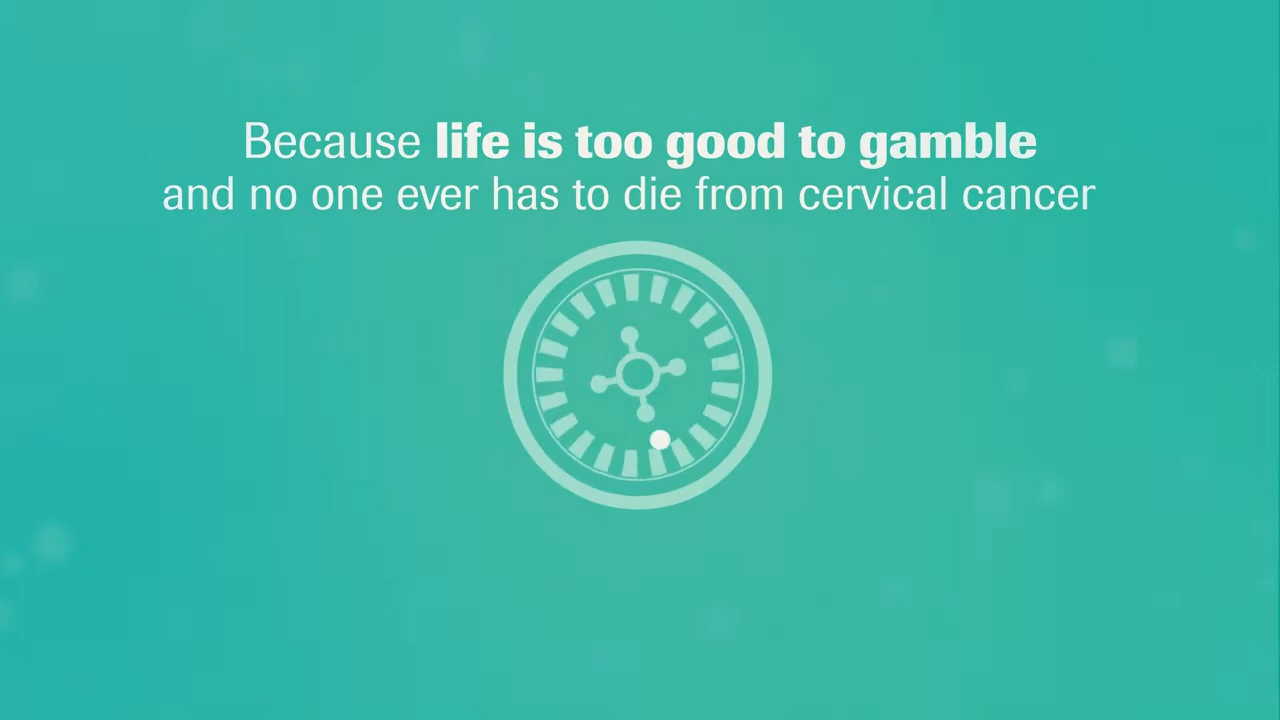 Because life is too good to gamble
and no one ever has to die from cervical cancer